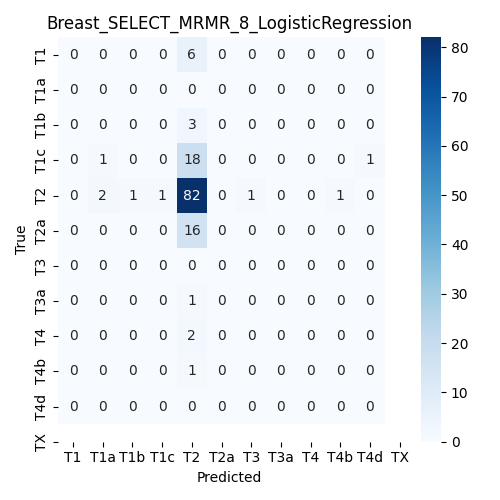 Breast_SELECT_MRMR_8_LogisticRegression
T1 0 0 0 0 6 0 0 0 0 0 0
T1a 0 0 0 0 0 0 0 0 0 0 0
T1b 0 0 0 0 3 0 0 0 0 0 0
T1c 0 1 0 0 18 0 0 0 0 0 1
T2 0 2 1 1 82 0 1 0 0 1 0
T2a 0 0 0 0 16 0 0 0 0 0 0
T3 0 0 0 0 0 0 0 0 0 0 0
T3a 0 0 0 0 1 0 0 0 0 0 0
T4 0 0 0 0 2 0 0 0 0 0 0
T4b 0 0 0 0 1 0 0 0 0 0 0
T4d 0 0 0 0 0 0 0 0 0 0 0
TX
T1 T1a T1b T1c T2 T2a T3 T3a T4 T4b T4d TX
Predicted
True
80
70
60
50
40
30
20
10
0